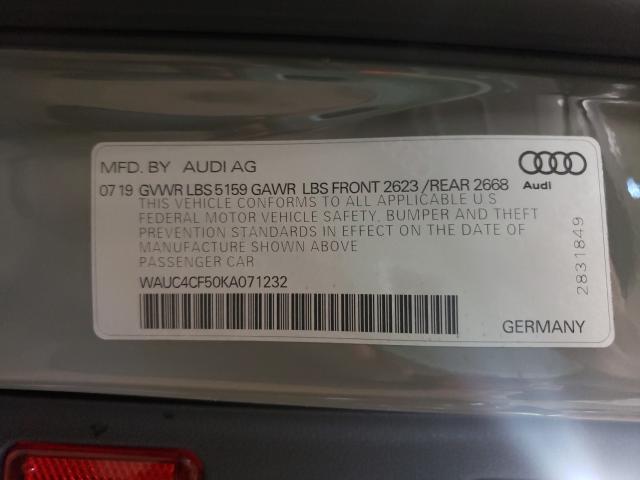 MFD. BY AUDI AG
Audi
07 19 GVWR LBS 5159 GAWR LBS FRONT 2623 /REAR 2668
THIS VEHICLE CONFORMS TO ALL APPLICABLE U S
FEDERAL MOTOR VEHICLE SAFETY, BUMPER AND THEFT
PREVENTION STANDARDS IN EFFECT ON THE DATE OF
MANUFACTURE SHOWN ABOVE
PASSENGER CAR
WAUC4CF50KA071232
GERMANY
2831849